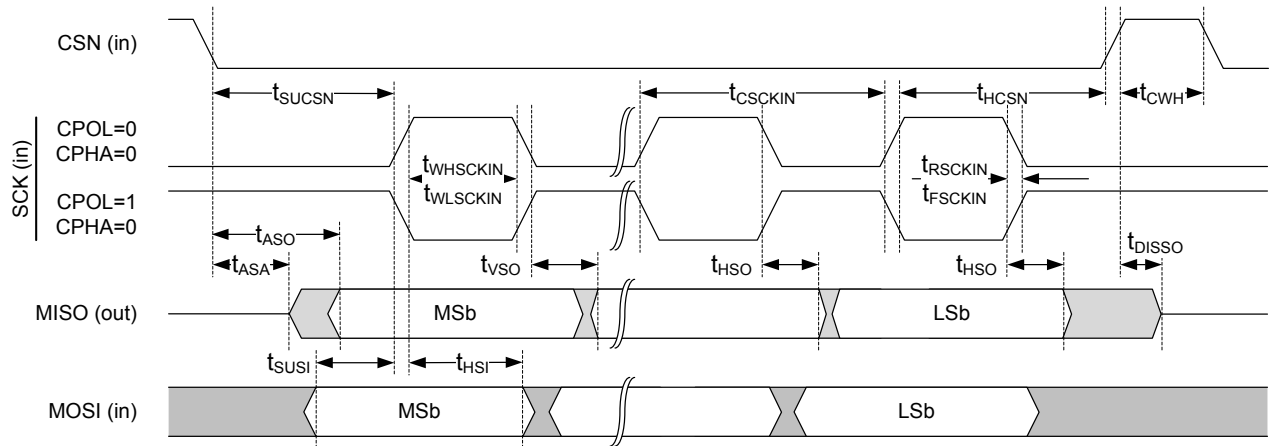 CSN (in)
tSUCSN
tCSCKIN
tHCSN
tCWH
SCK (in)
CPOL=0
CPHA=0
tWHSCKIN
tWLSCKIN
tRSCKIN
tFSCKIN
CPOL=1
CPHA=0
tASO
tASA
tVSO
tHSO
tHSO
tDISSO
MISO (out)
MSb
LSb
tSUSI
tHSI
MOSI (in)
MSb
LSb